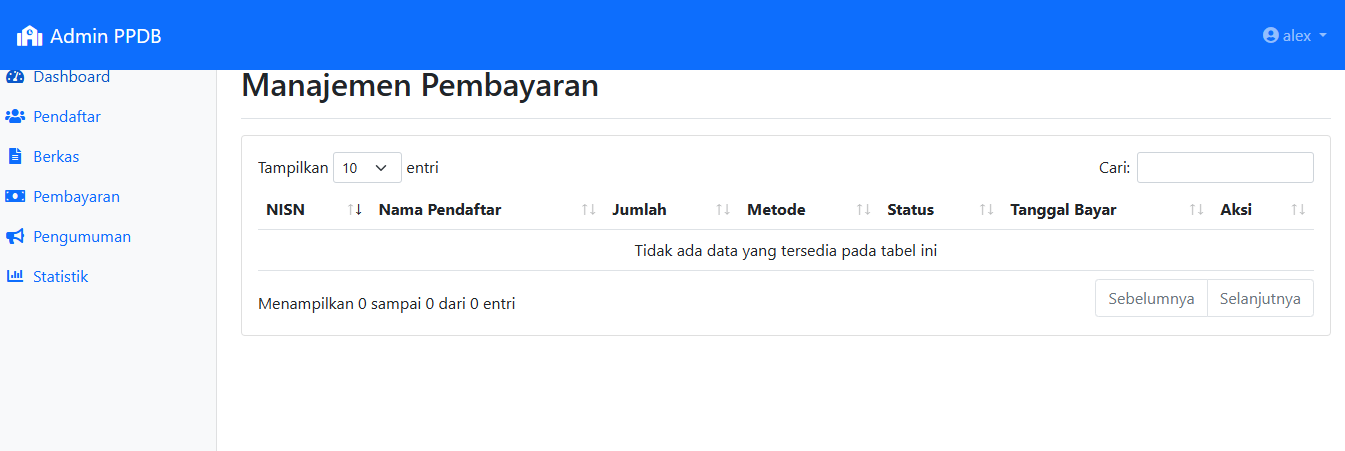 Admin PPDB
alex
Dashboard
Pendaftar
Berkas
Pembayaran
Pengumuman
Statistik
Manajemen Pembayaran
Tampilkan 10 entri
Cari:
NISN Nama Pendaftar Jumlah Metode Status Tanggal Bayar Aksi
Tidak ada data yang tersedia pada tabel ini
Menampilkan 0 sampai 0 dari 0 entri
Sebelumnya Selanjutnya